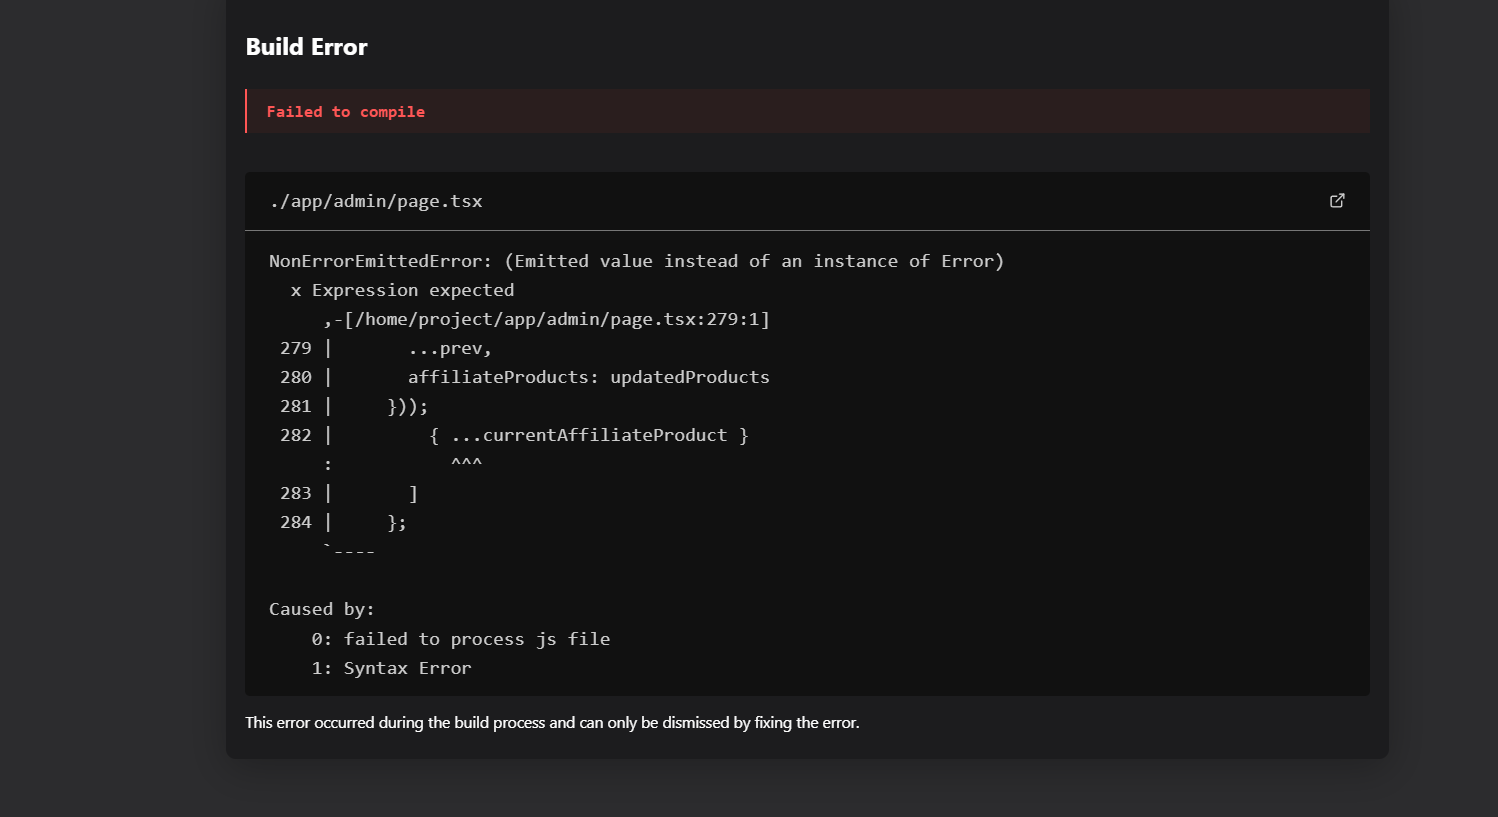 Build Error
Failed to compile
./app/admin/page.tsx
NonErrorEmittedError: (Emitted value instead of an instance of Error)
  x Expression expected
     ,-[/home/project/app/admin/page.tsx:279:1]
 279 |       ...prev,
 280 |       affiliateProducts: updatedProducts
 281 |     }));
 282 |         { ...currentAffiliateProduct }
     :           ^^^
 283 |       ]
 284 |     };
     `----
Caused by:
    0: failed to process js file
    1: Syntax Error
This error occurred during the build process and can only be dismissed by fixing the error.